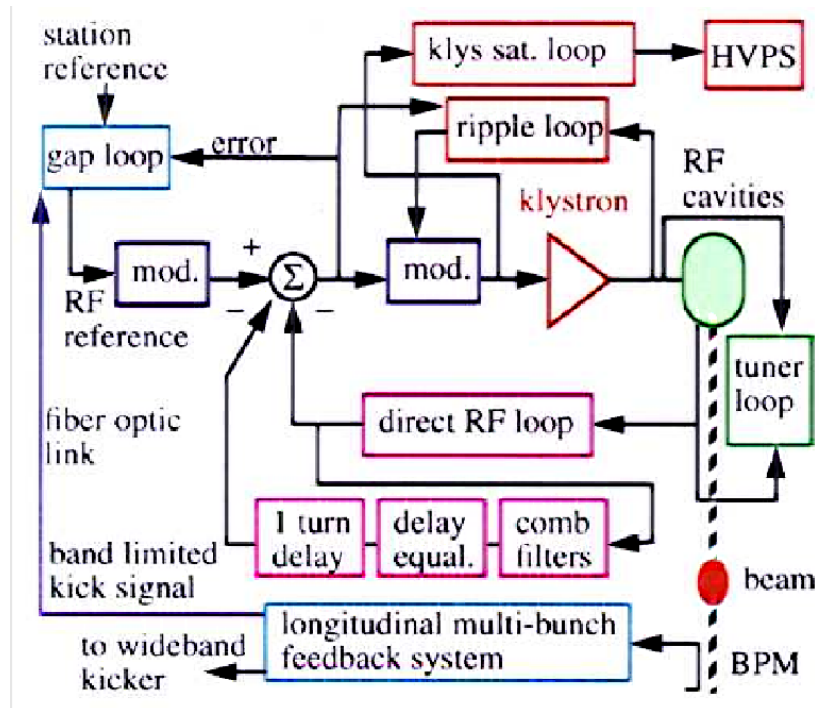 station
reference
klys sat. loop
HVPS
gap loop
error
ripple loop
RF
cavities
klystron
mod.
+
Σ
mod.
−
−
RF
reference
tuner
loop
fiber optic
link
direct RF loop
1 turn
delay
delay
equal.
comb
filters
band limited
kick signal
beam
longitudinal multi-bunch
feedback system
to wideband
kicker
BPM